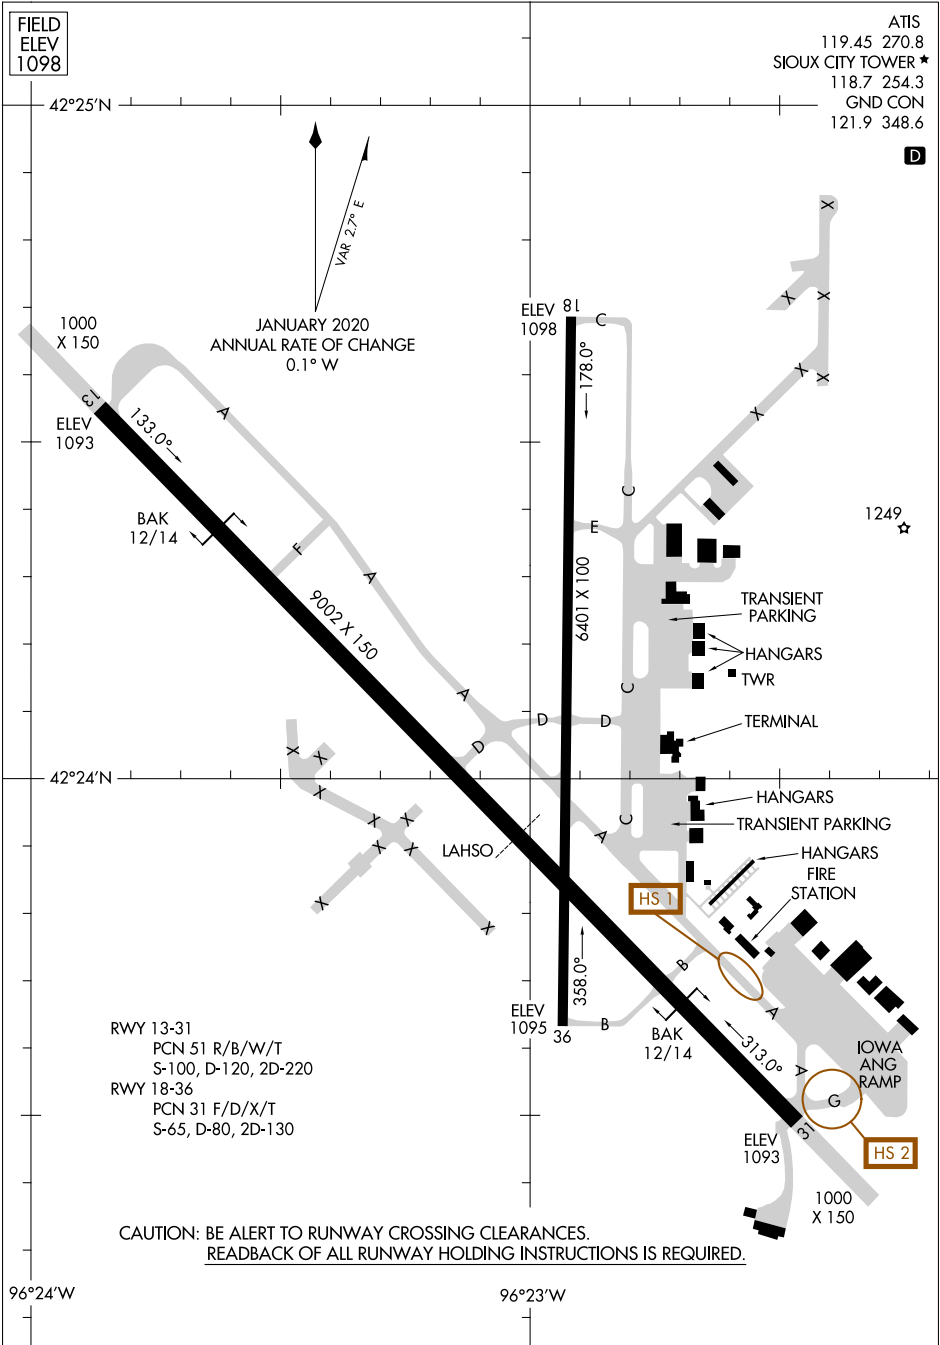 FIELD
ELEV
1098
ATIS
119.45 270.8
SIOUX CITY TOWER ★
118.7 254.3
GND CON
121.9 348.6
D
42°25'N
VAR 2.7° E
JANUARY 2020
ANNUAL RATE OF CHANGE
0.1° W
1000
X 150
13
ELEV
1093
133.0°
A
BAK
12/14
F
A
9002 X 150
A
D
ELEV
1098
18
C
178.0°
C
E
6401 X 100
C
D
D
X
X
X
X
X
X
1249
TRANSIENT
PARKING
HANGARS
TWR
TERMINAL
42°24'N
X
X
X
X
X
X
X
X
X
LAHSO
A
C
HANGARS
TRANSIENT PARKING
HANGARS
FIRE
STATION
HS 1
358.0°
B
B
A
ELEV
1095
36
BAK
12/14
313.0°
A
IOWA
ANG
RAMP
G
HS 2
31
ELEV
1093
1000
X 150
RWY 13-31
PCN 51 R/B/W/T
S-100, D-120, 2D-220
RWY 18-36
PCN 31 F/D/X/T
S-65, D-80, 2D-130
CAUTION: BE ALERT TO RUNWAY CROSSING CLEARANCES.
READBACK OF ALL RUNWAY HOLDING INSTRUCTIONS IS REQUIRED.
96°24'W
96°23'W